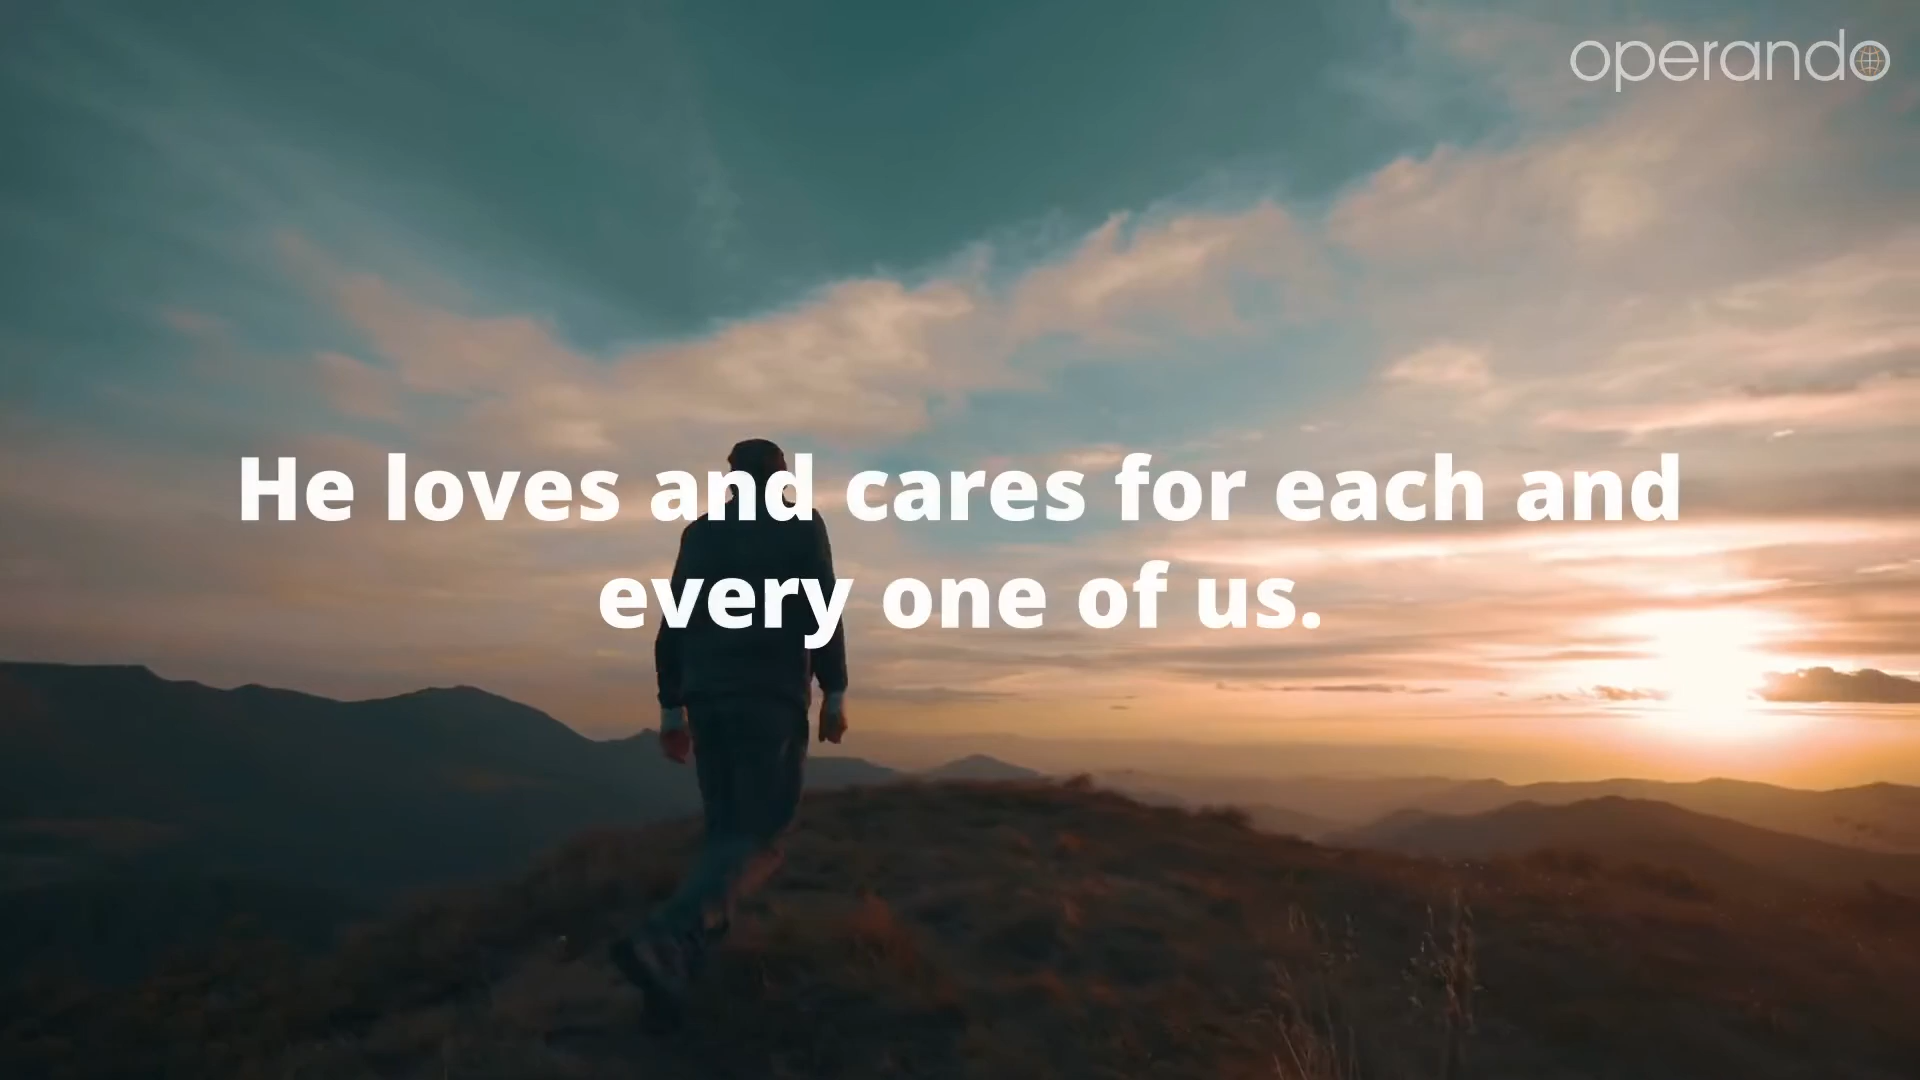 operando
He loves and cares for each and
every one of us.